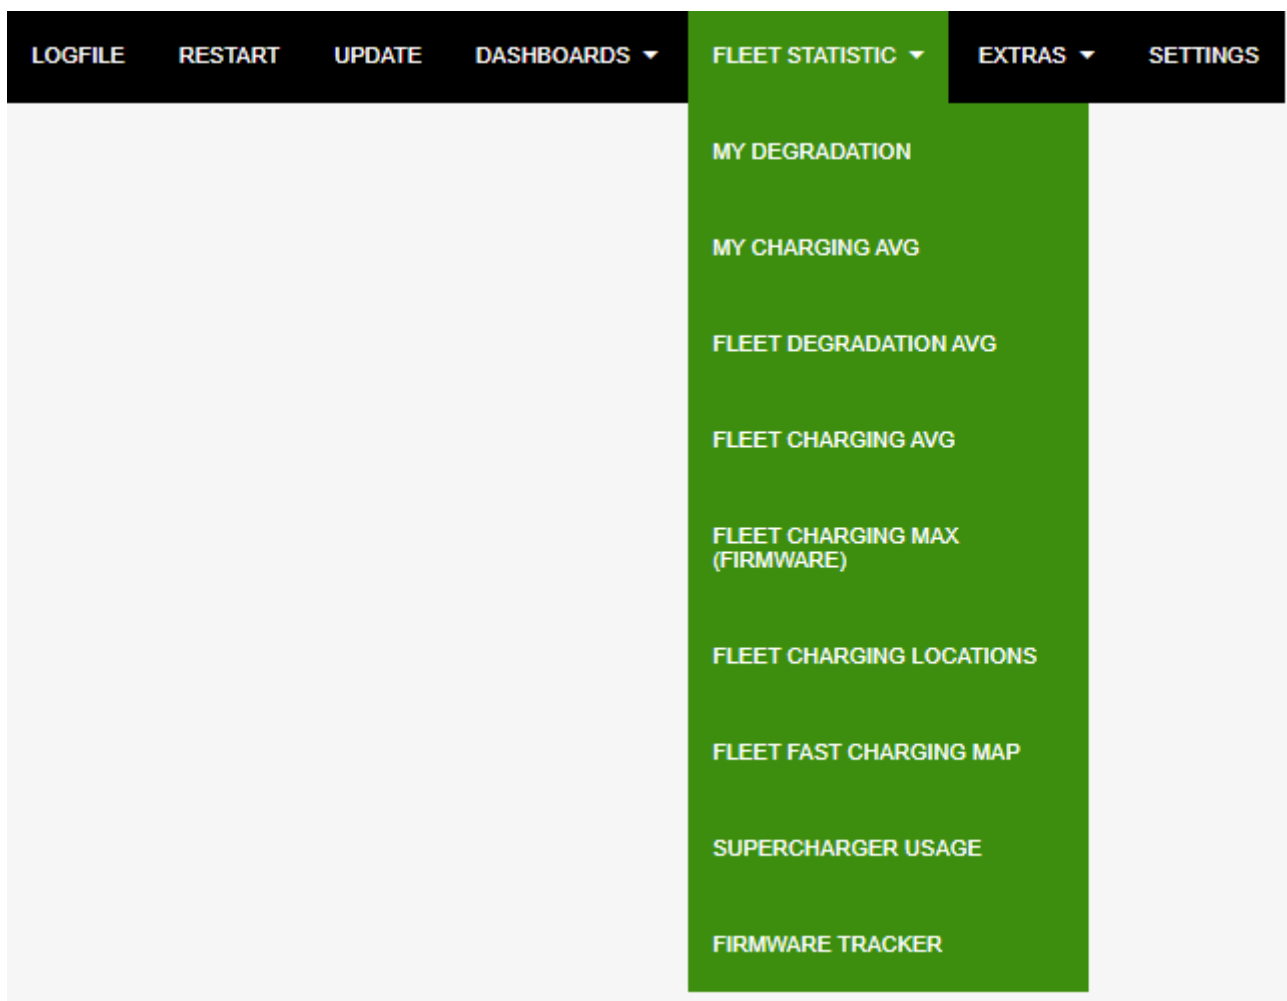 LOGFILE RESTART UPDATE DASHBOARDS FLEET STATISTIC EXTRAS SETTINGS
MY DEGRADATION
MY CHARGING AVG
FLEET DEGRADATION AVG
FLEET CHARGING AVG
FLEET CHARGING MAX
(FIRMWARE)
FLEET CHARGING LOCATIONS
FLEET FAST CHARGING MAP
SUPERCHARGER USAGE
FIRMWARE TRACKER